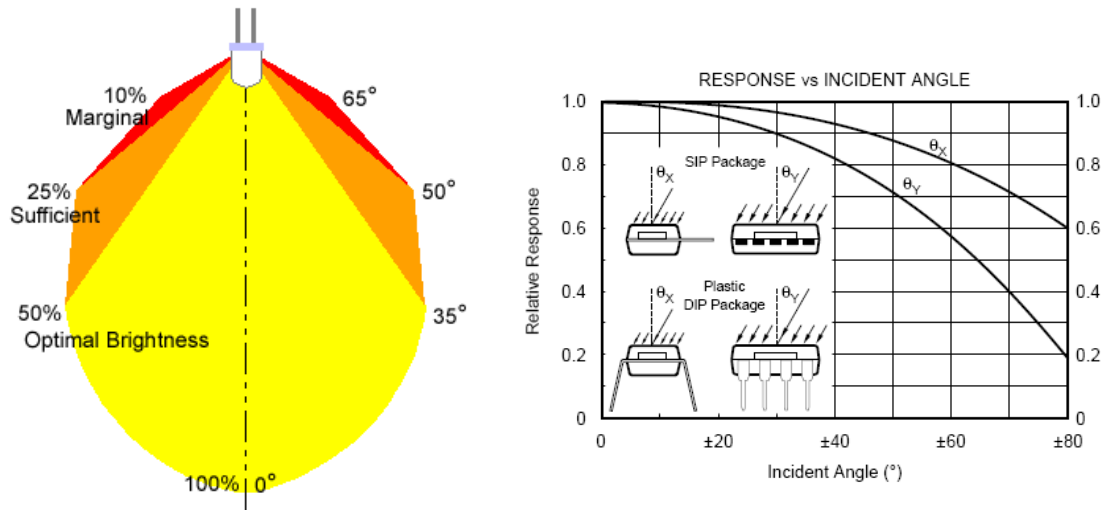 10%
Marginal
65°
25%
Sufficient
50°
50%
35°
Optimal Brightness
100%
0°
RESPONSE vs INCIDENT ANGLE
1.0
0.8
0.6
0.4
0.2
0
1.0
0.8
0.6
0.4
0.2
0
Relative Response
θX
θY
SIP Package
θX
θY
Plastic
DIP Package
θX
θY
0
±20
±40
±60
±80
Incident Angle (°)